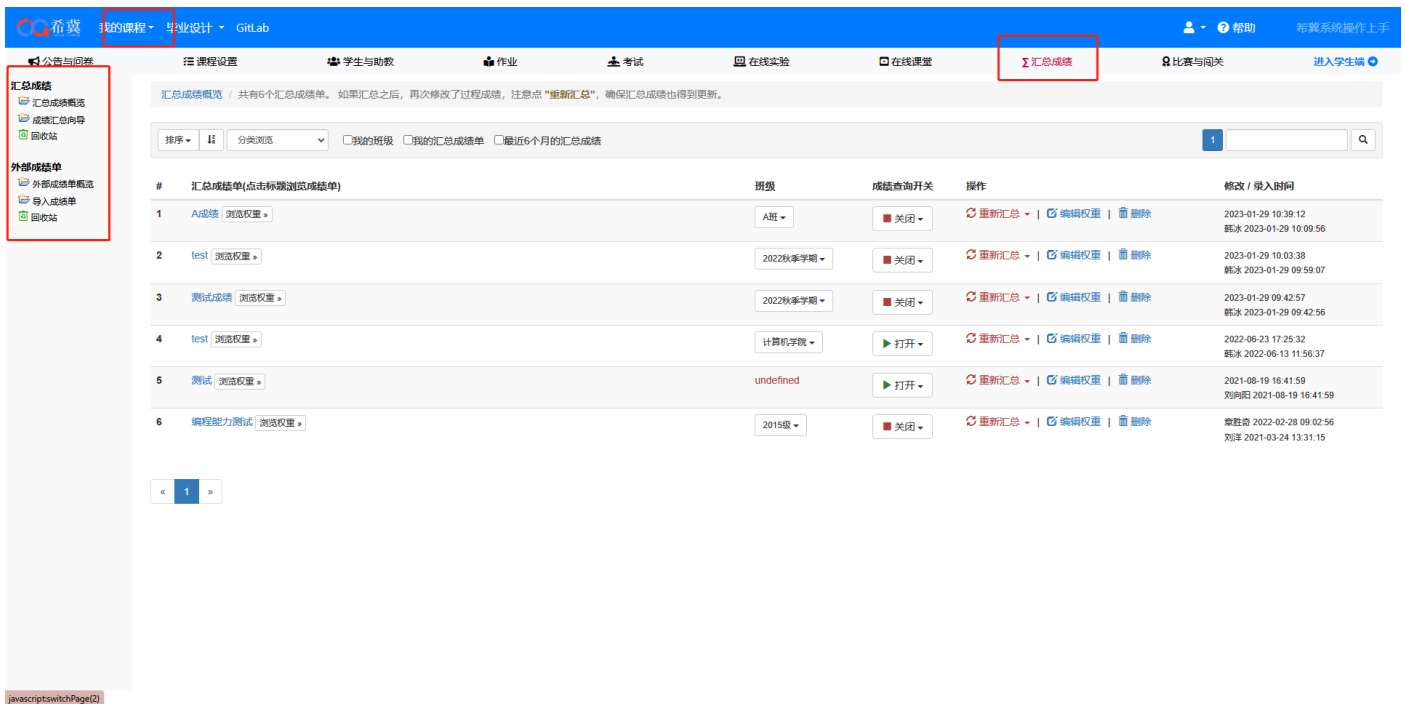 CG希冀 我的课程 毕业设计 GitLab 帮助 希冀系统操作上手
公告与问卷 课程设置 学生与助教 作业 考试 在线实验 在线课堂 ∑汇总成绩 比赛与闯关 进入学生端
汇总成绩
汇总成绩概览
成绩汇总向导
回收站
外部成绩单
外部成绩单概览
导入成绩单
回收站
汇总成绩概览 / 共有6个汇总成绩单。 如果汇总之后，再次修改了过程成绩，注意点 "重新汇总"，确保汇总成绩也得到更新。
排序 分类浏览 我的班级 我的汇总成绩单 最近6个月的汇总成绩 1
# 汇总成绩单(点击标题浏览成绩单) 班级 成绩查询开关 操作 修改 / 录入时间
1 A成绩 浏览权重 » A班 关闭 重新汇总 | 编辑权重 | 删除 2023-01-29 10:39:12
韩冰 2023-01-29 10:09:56
2 test 浏览权重 » 2022秋季学期 关闭 重新汇总 | 编辑权重 | 删除 2023-01-29 10:03:38
韩冰 2023-01-29 09:59:07
3 测试成绩 浏览权重 » 2022秋季学期 关闭 重新汇总 | 编辑权重 | 删除 2023-01-29 09:42:57
韩冰 2023-01-29 09:42:56
4 test 浏览权重 » 计算机学院 打开 重新汇总 | 编辑权重 | 删除 2022-06-23 17:25:32
韩冰 2022-06-13 11:56:37
5 测试 浏览权重 » undefined 打开 重新汇总 | 编辑权重 | 删除 2021-08-19 16:41:59
刘向阳 2021-08-19 16:41:59
6 编程能力测试 浏览权重 » 2015级 关闭 重新汇总 | 编辑权重 | 删除 章胜奇 2022-02-28 09:02:56
刘洋 2021-03-24 13:31:15
« 1 »
javascript:switchPage(2)